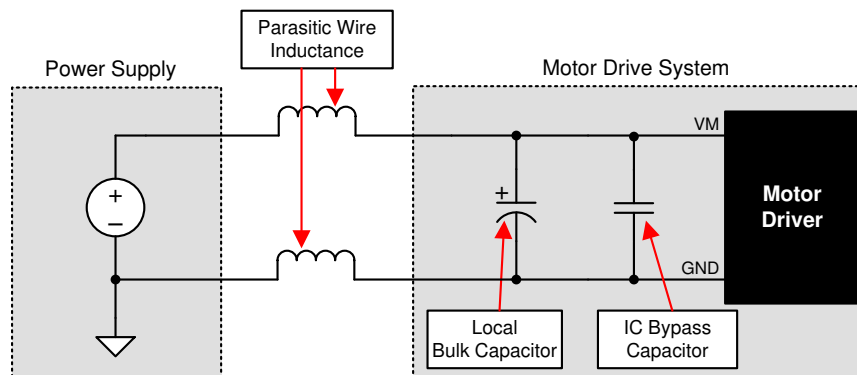 Parasitic Wire
Inductance
Power Supply
Motor Drive System
VM
+
–
+
Motor
Driver
GND
Local
Bulk Capacitor
IC Bypass
Capacitor